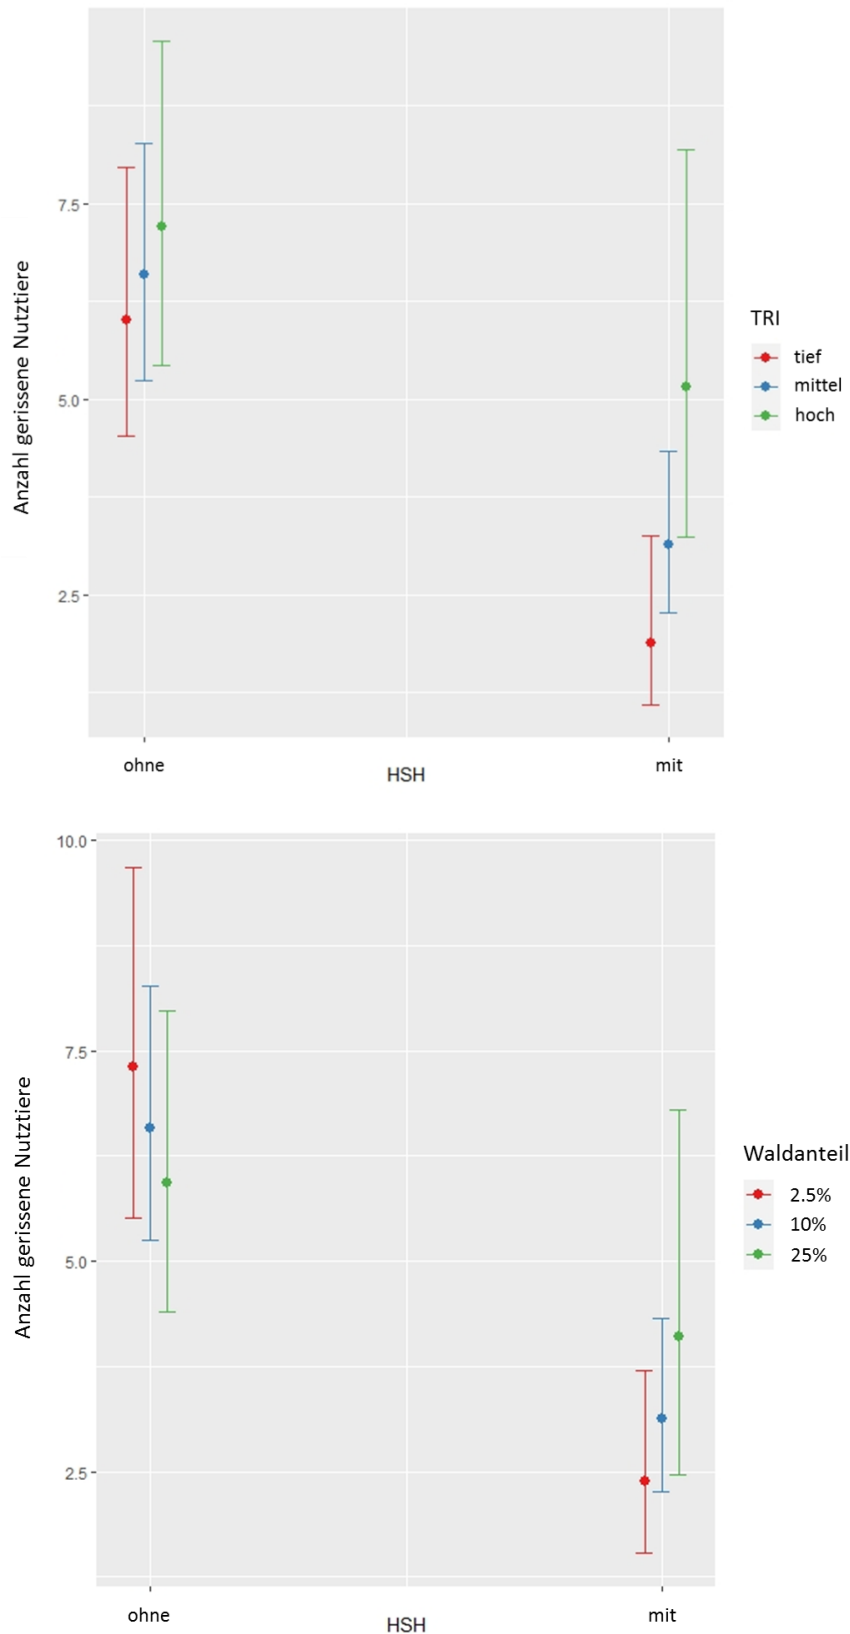 Anzahl gerissene Nutztiere
7.5
5.0
2.5
ohne
mit
HSH
TRI
tief
mittel
hoch
Anzahl gerissene Nutztiere
10.0
7.5
5.0
2.5
ohne
mit
HSH
Waldanteil
2.5%
10%
25%